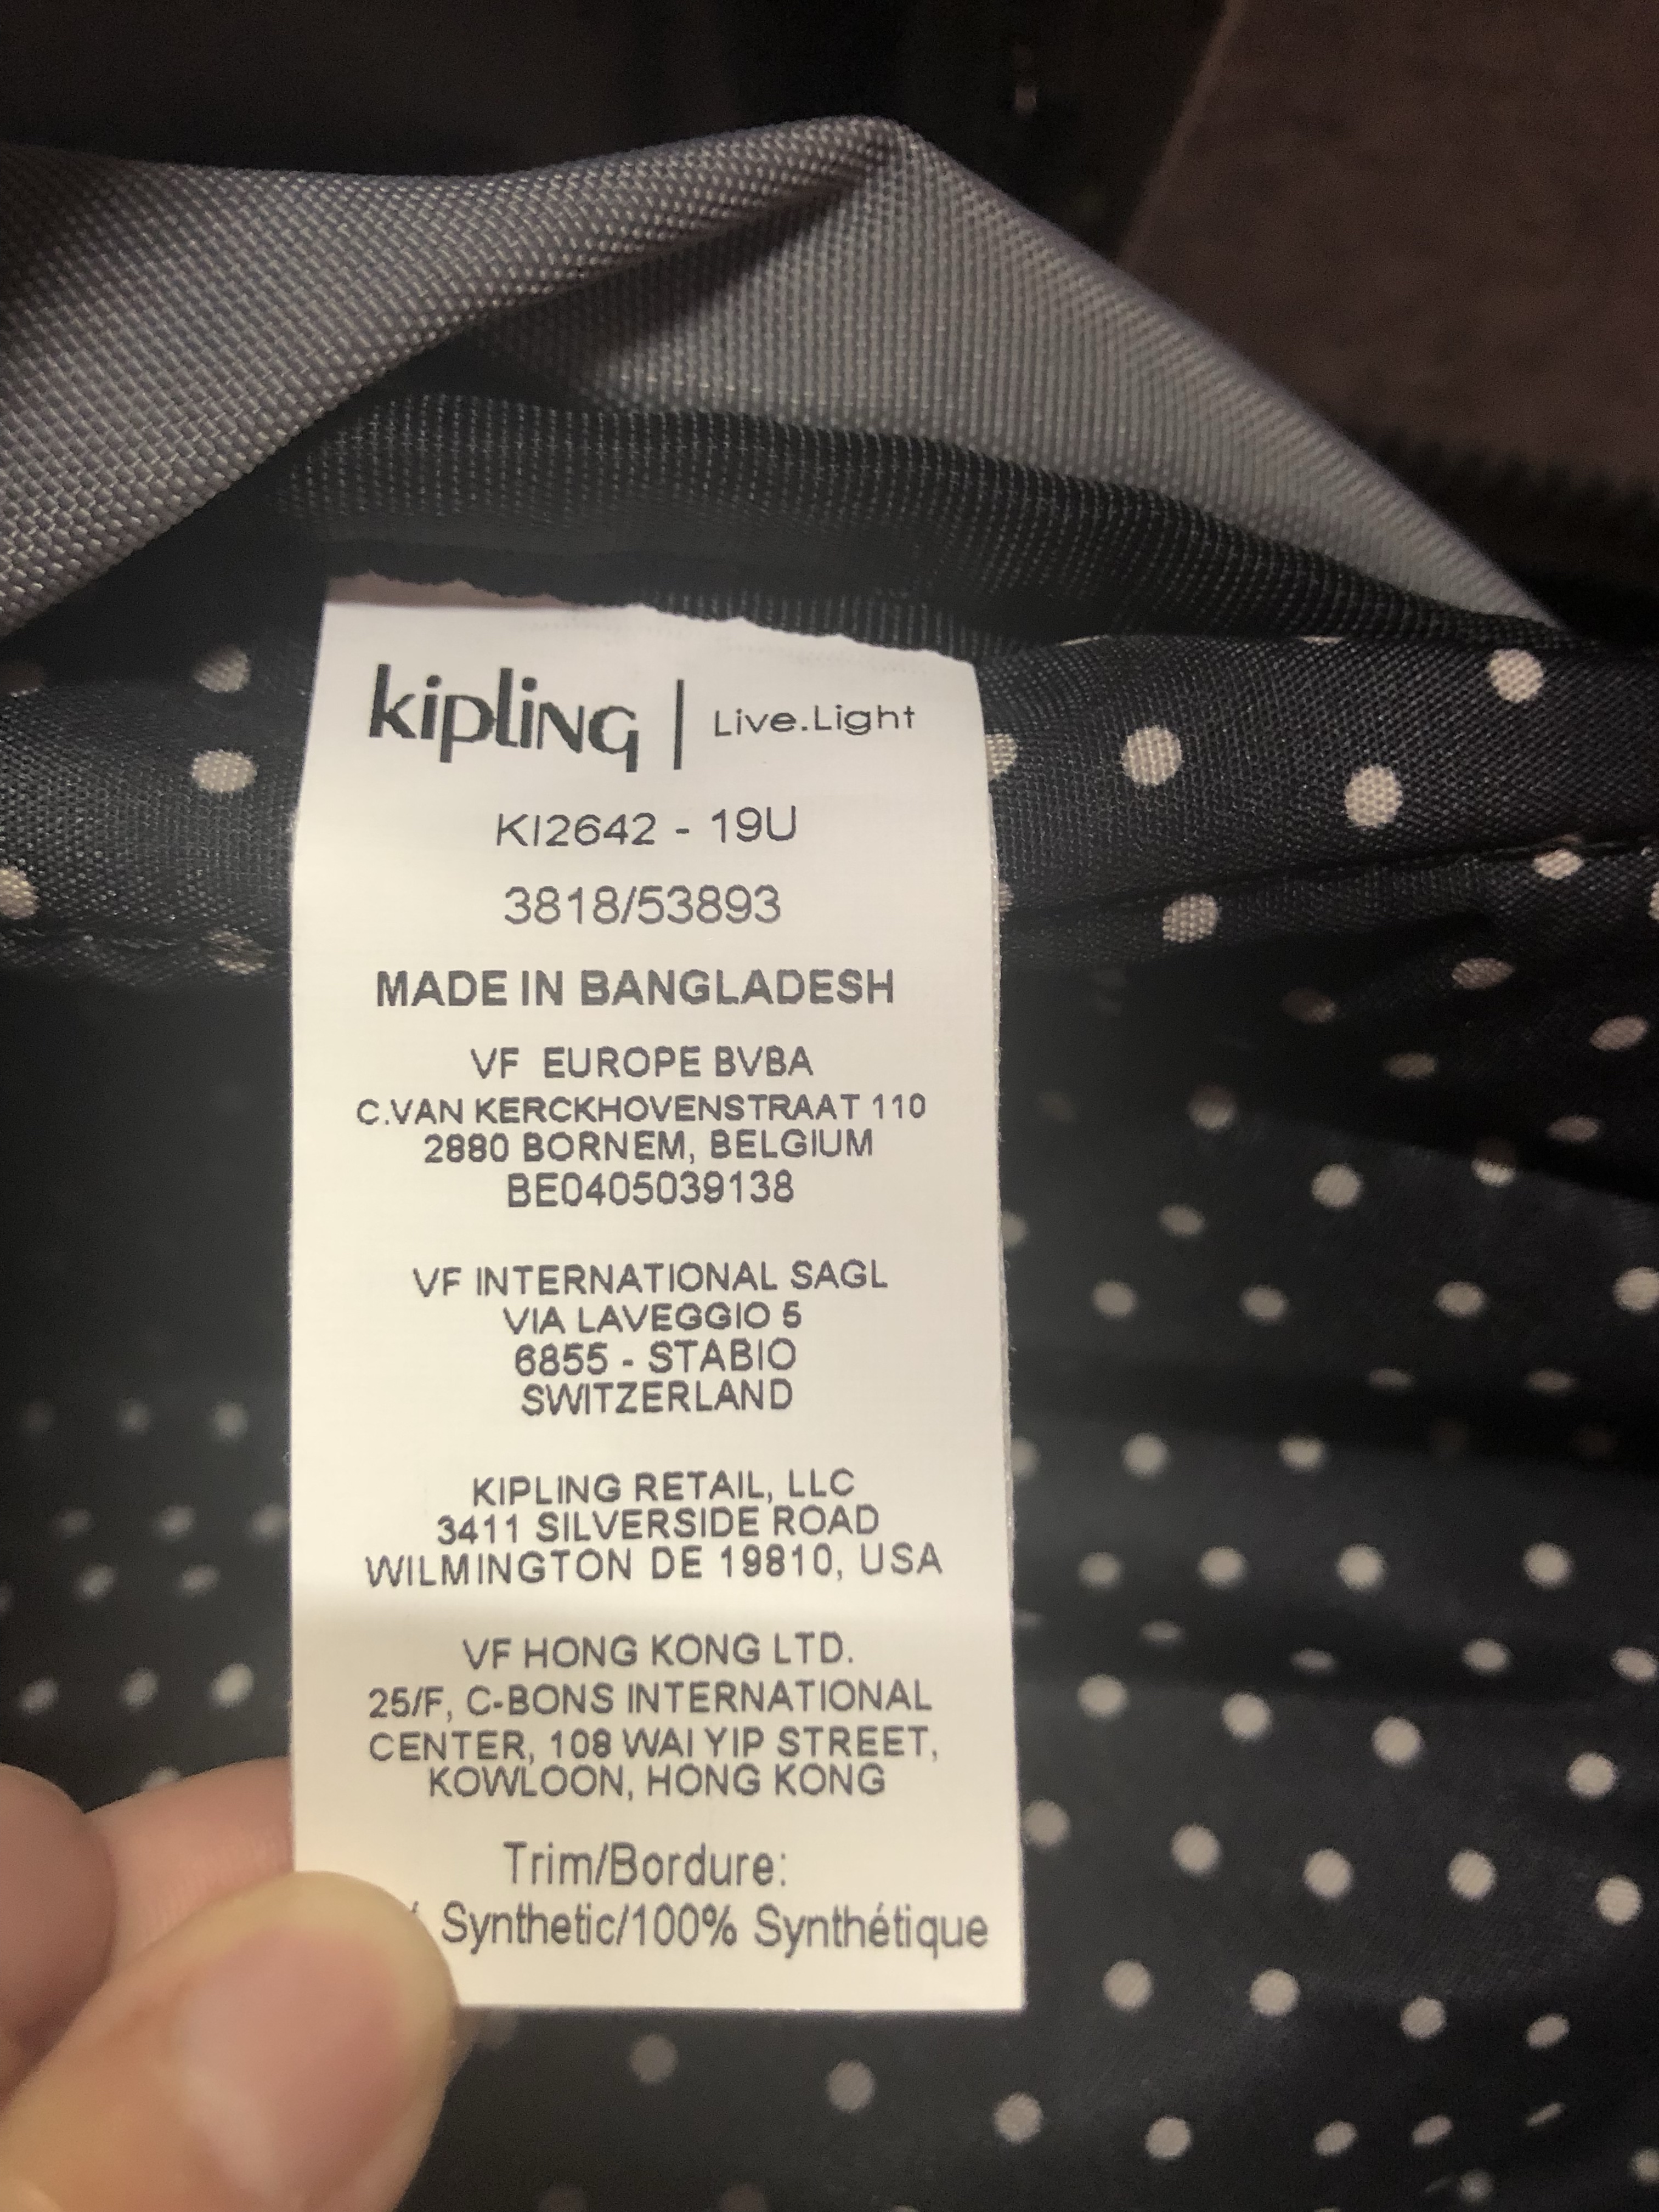 kipling | Live.Light
KI2642 - 19U
3818/53893
MADE IN BANGLADESH
VF EUROPE BVBA
C.VAN KERCKHOVENSTRAAT 110
2880 BORNEM, BELGIUM
BE0405039138
VF INTERNATIONAL SAGL
VIA LAVEGGIO 5
6855 - STABIO
SWITZERLAND
KIPLING RETAIL, LLC
3411 SILVERSIDE ROAD
WILMINGTON DE 19810, USA
VF HONG KONG LTD.
25/F, C-BONS INTERNATIONAL
CENTER, 108 WAI YIP STREET,
KOWLOON, HONG KONG
Trim/Bordure:
Synthetic/100% Synthétique